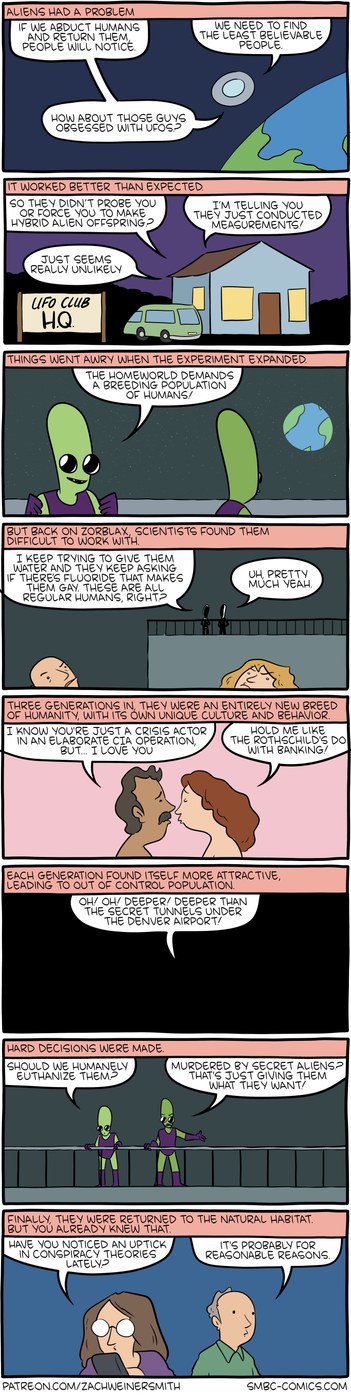 ALIENS HAD A PROBLEM
IF WE ABDUCT HUMANS
AND RETURN THEM,
PEOPLE WILL NOTICE.
WE NEED TO FIND
THE LEAST BELIEVABLE
PEOPLE.
HOW ABOUT THOSE GUYS
OBSESSED WITH UFOS?
IT WORKED BETTER THAN EXPECTED.
SO THEY DIDN'T PROBE YOU
OR FORCE YOU TO MAKE
HYBRID ALIEN OFFSPRING?
I'M TELLING YOU
THEY JUST CONDUCTED
MEASUREMENTS!
JUST SEEMS
REALLY UNLIKELY
UFO CLUB
H.Q.
THINGS WENT AWRY WHEN THE EXPERIMENT EXPANDED.
THE HOMEWORLD DEMANDS
A BREEDING POPULATION
OF HUMANS!
BUT BACK ON ZORBLAX, SCIENTISTS FOUND THEM
DIFFICULT TO WORK WITH.
I KEEP TRYING TO GIVE THEM
WATER AND THEY KEEP ASKING
IF THERE'S FLUORIDE THAT MAKES
THEM GAY. THESE ARE ALL
REGULAR HUMANS, RIGHT?
UH, PRETTY
MUCH YEAH.
THREE GENERATIONS IN, THEY WERE AN ENTIRELY NEW BREED
OF HUMANITY, WITH ITS OWN UNIQUE CULTURE AND BEHAVIOR.
I KNOW YOU'RE JUST A CRISIS ACTOR
IN AN ELABORATE CIA OPERATION,
BUT... I LOVE YOU
HOLD ME LIKE
THE ROTHSCHILD'S DO
WITH BANKING!
EACH GENERATION FOUND ITSELF MORE ATTRACTIVE,
LEADING TO OUT OF CONTROL POPULATION.
OH! OH! DEEPER! DEEPER THAN
THE SECRET TUNNELS UNDER
THE DENVER AIRPORT!
HARD DECISIONS WERE MADE.
SHOULD WE HUMANELY
EUTHANIZE THEM?
MURDERED BY SECRET ALIENS?
THAT'S JUST GIVING THEM
WHAT THEY WANT!
FINALLY, THEY WERE RETURNED TO THE NATURAL HABITAT.
BUT YOU ALREADY KNEW THAT.
HAVE YOU NOTICED AN UPTICK
IN CONSPIRACY THEORIES
LATELY?
IT'S PROBABLY FOR
REASONABLE REASONS.
PATREON.COM/ZACHWEINERSMITH
SMBC-COMICS.COM